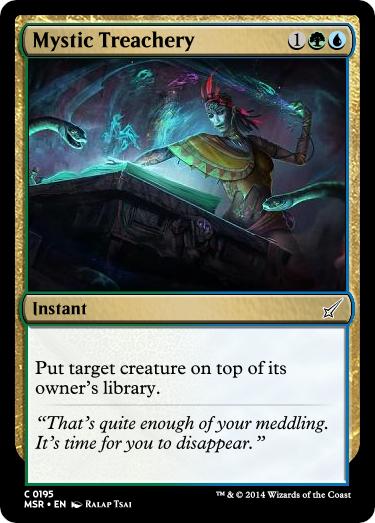 Mystic Treachery 1
Instant
Put target creature on top of its
owner's library.
“That's quite enough of your meddling.
It's time for you to disappear.”
C 0195
MSR • EN Ralap Tsai
™ & © 2014 Wizards of the Coast